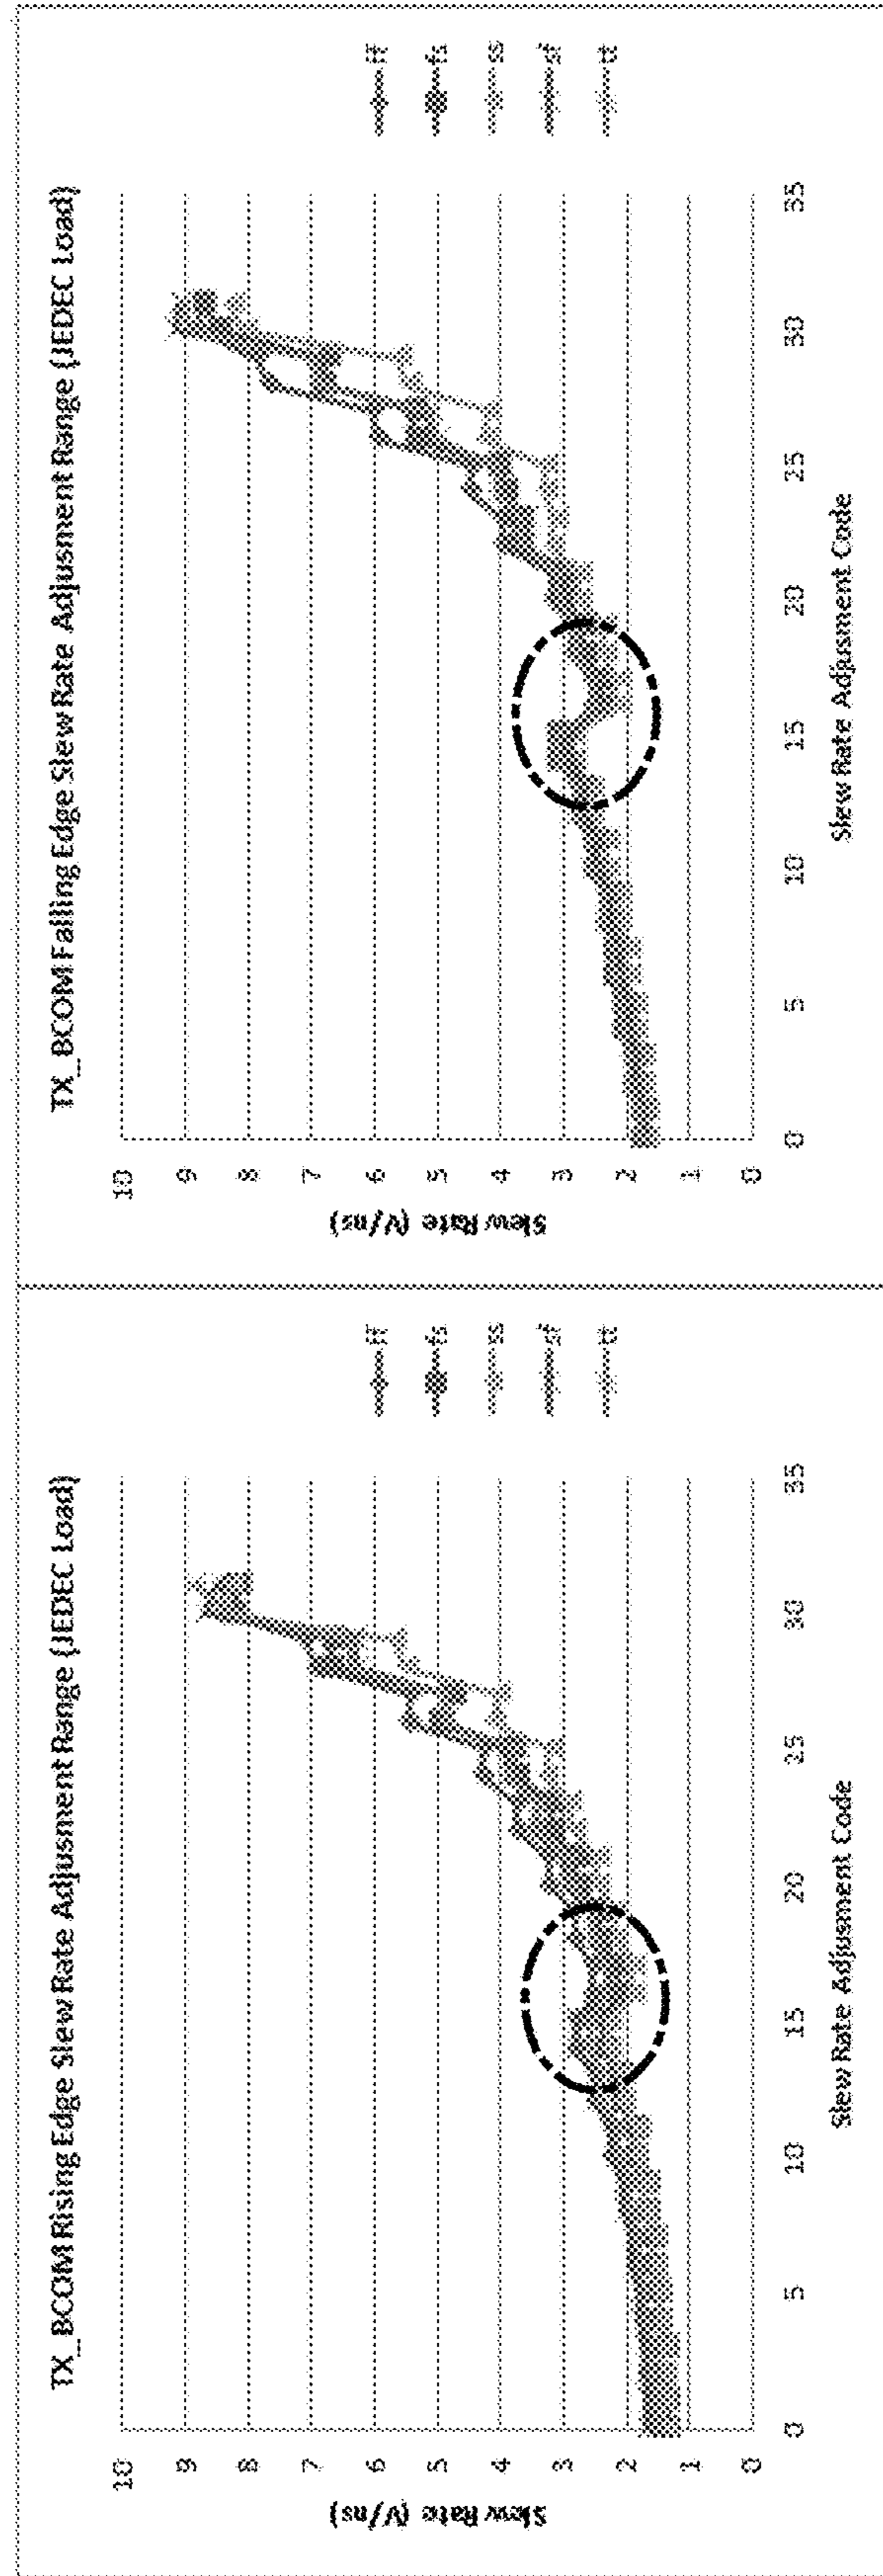 TX_BCOM Rising Edge Slew Rate Adjusment Range (JEDEC Load)
Slew Rate (V/ns)
10
9
8
7
6
5
4
3
2
1
0
0
5
10
15
20
25
30
35
Slew Rate Adjusment Code
ff
fs
ss
sf
tt
TX_BCOM Falling Edge Slew Rate Adjusment Range (JEDEC Load)
Slew Rate (V/ns)
10
9
8
7
6
5
4
3
2
1
0
0
5
10
15
20
25
30
35
Slew Rate Adjusment Code
ff
fs
ss
sf
tt